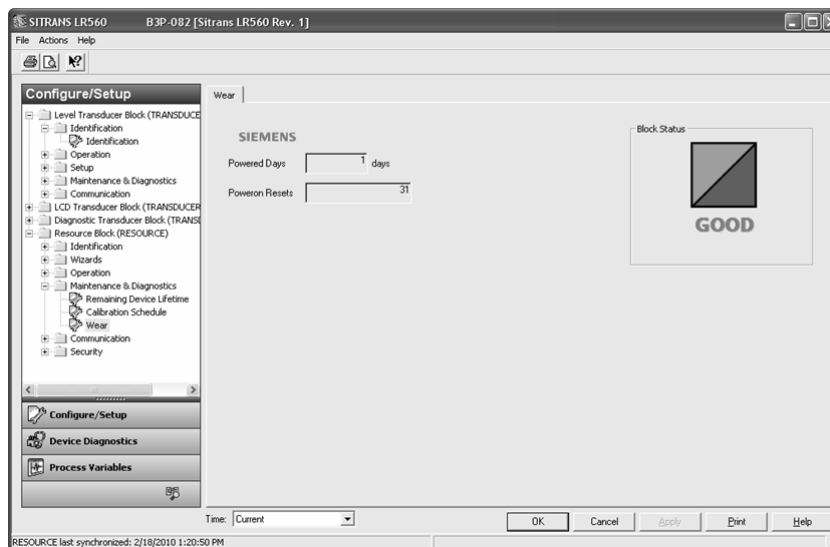 SITRANS LR560 B3P-082 [Sitrans LR560 Rev. 1]
File Actions Help
Configure/Setup
Level Transducer Block (TRANSDUCE
Identification
Identification
Operation
Setup
Maintenance & Diagnostics
Communication
LCD Transducer Block (TRANSDUCER
Diagnostic Transducer Block (TRANSD
Resource Block (RESOURCE)
Identification
Wizards
Operation
Maintenance & Diagnostics
Remaining Device Lifetime
Calibration Schedule
Wear
Communication
Security
Configure/Setup
Device Diagnostics
Process Variables
Wear
SIEMENS
Powered Days 1 days
Poweron Resets 31
Block Status
GOOD
Time: Current
OK Cancel Apply Print Help
RESOURCE last synchronized: 2/18/2010 1:20:50 PM